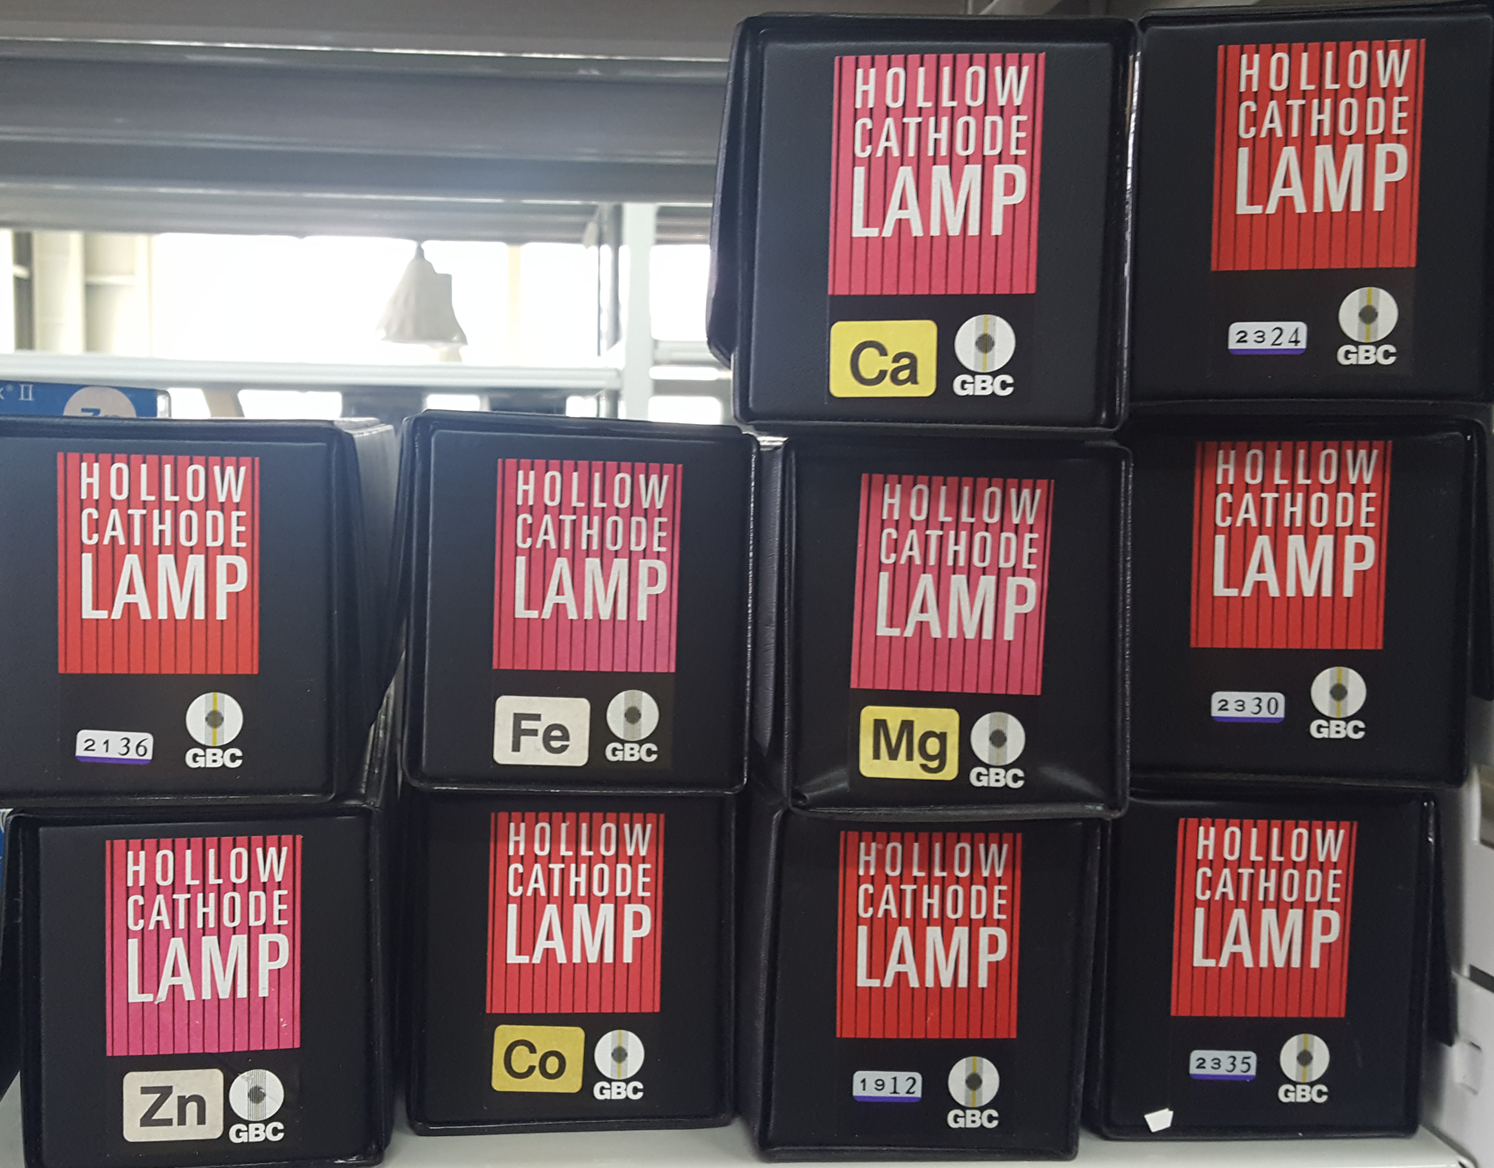 HOLLOW
CATHODE
LAMP
Ca
GBC
HOLLOW
CATHODE
LAMP
2324
GBC
II
HOLLOW
CATHODE
LAMP
2136
GBC
HOLLOW
CATHODE
LAMP
Fe
GBC
HOLLOW
CATHODE
LAMP
Mg
GBC
HOLLOW
CATHODE
LAMP
2330
GBC
HOLLOW
CATHODE
LAMP
Zn
GBC
HOLLOW
CATHODE
LAMP
Co
GBC
HOLLOW
CATHODE
LAMP
1912
GBC
HOLLOW
CATHODE
LAMP
2335
GBC